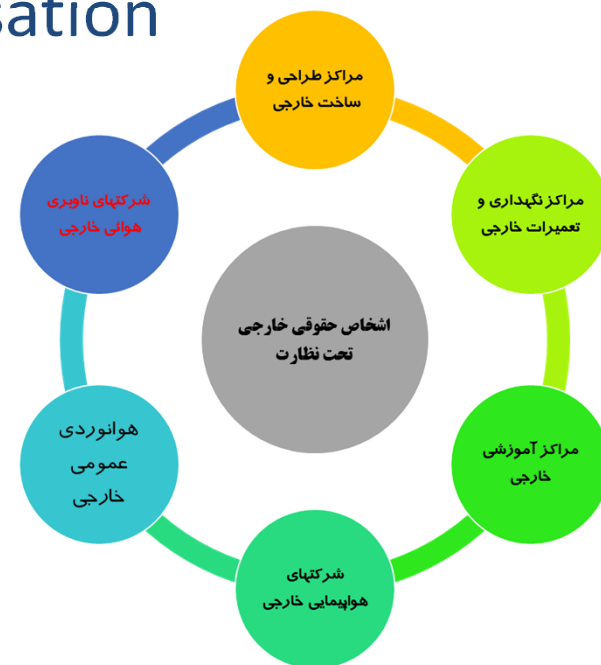 sation
مراکز طراحی و
ساخت خارجی
مراکز نگهداری و
تعمیرات خارجی
مراکز آموزشی
خارجی
شرکتهای
هواپیمایی خارجی
هوانوردی
عمومی
خارجی
شرکتهای ناوبری
هوائی خارجی
اشخاص حقوقی خارجی
تحت نظارت